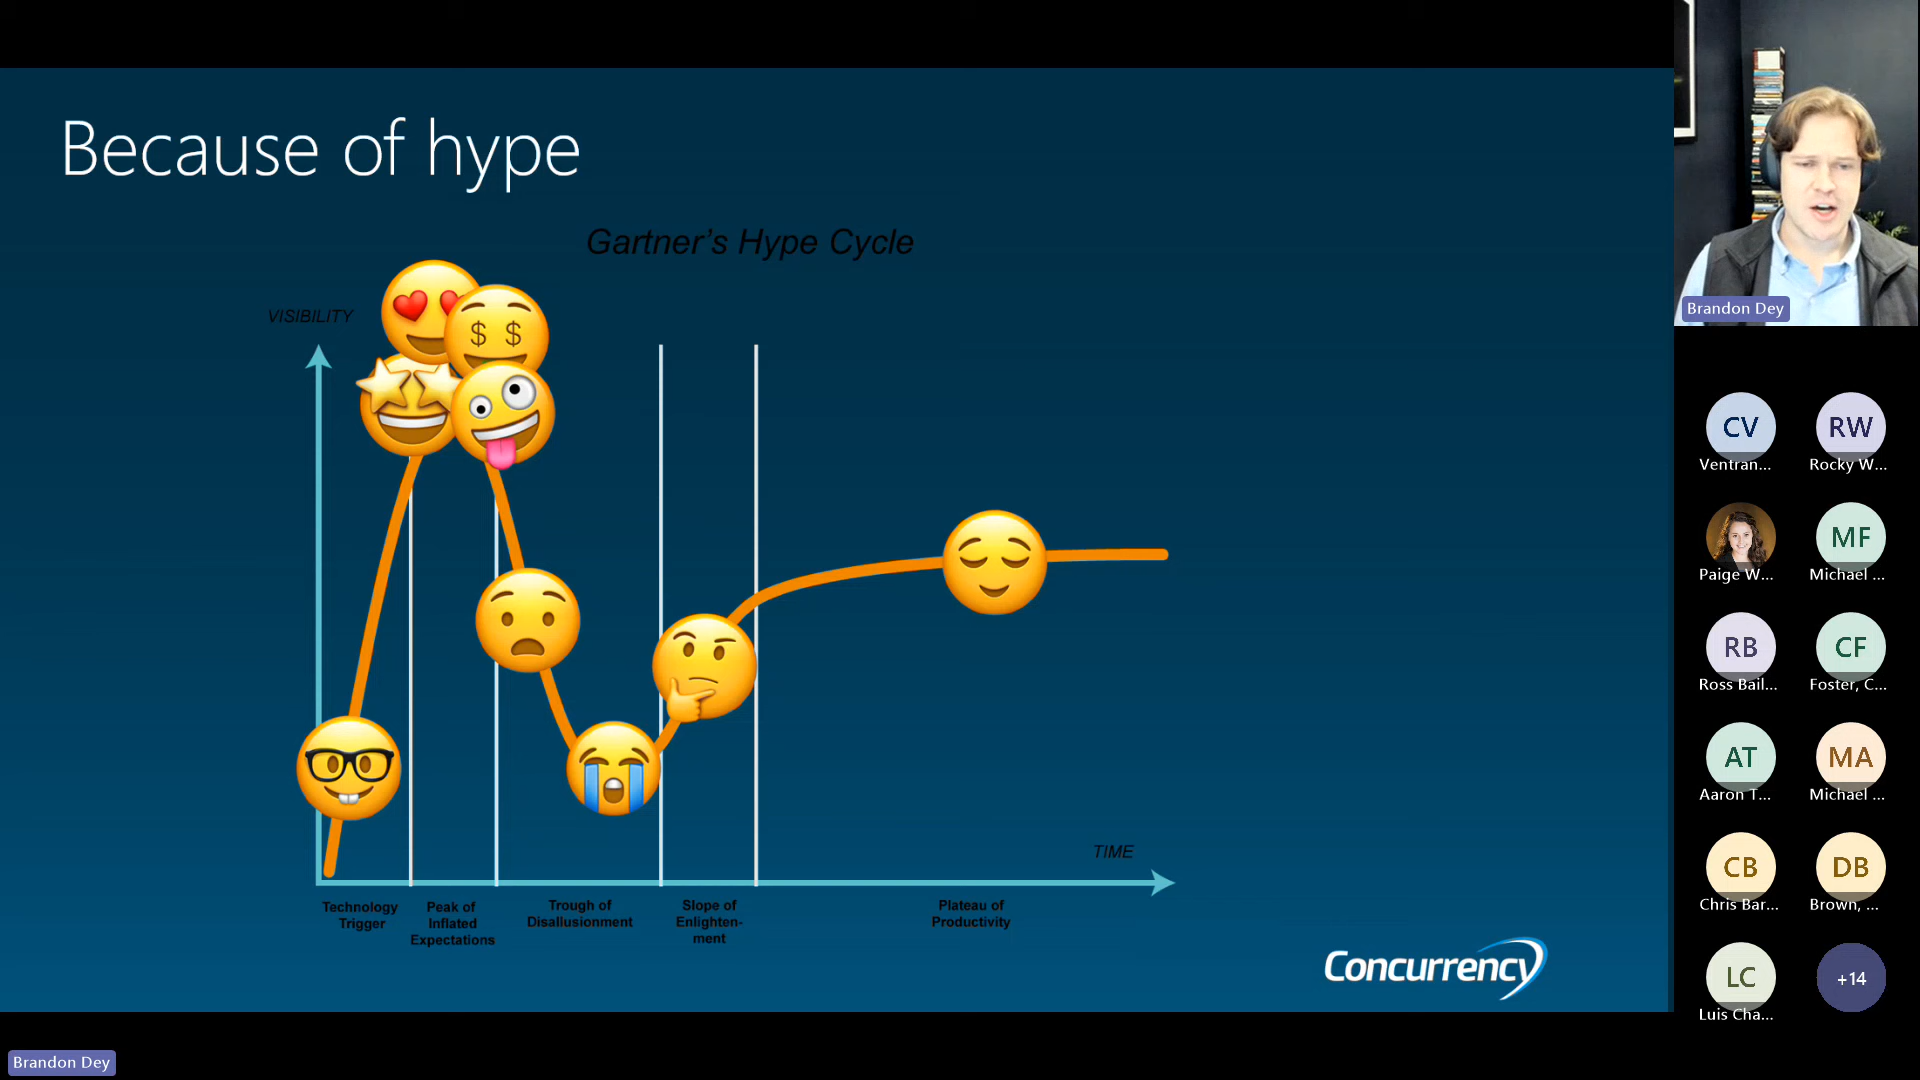 Because of hype
Gartner's Hype Cycle
VISIBILITY
$ $
TIME
Technology
Trigger
Peak of
Inflated
Expectations
Trough of
Disallusionment
Slope of
Enlighten-
ment
Plateau of
Productivity
Concurrency
Brandon Dey
CV
Ventran...
RW
Rocky W...
Paige W...
MF
Michael ...
RB
Ross Bail...
CF
Foster, C...
AT
Aaron T...
MA
Michael ...
CB
Chris Bar...
DB
Brown, ...
LC
Luis Cha...
+14
Brandon Dey